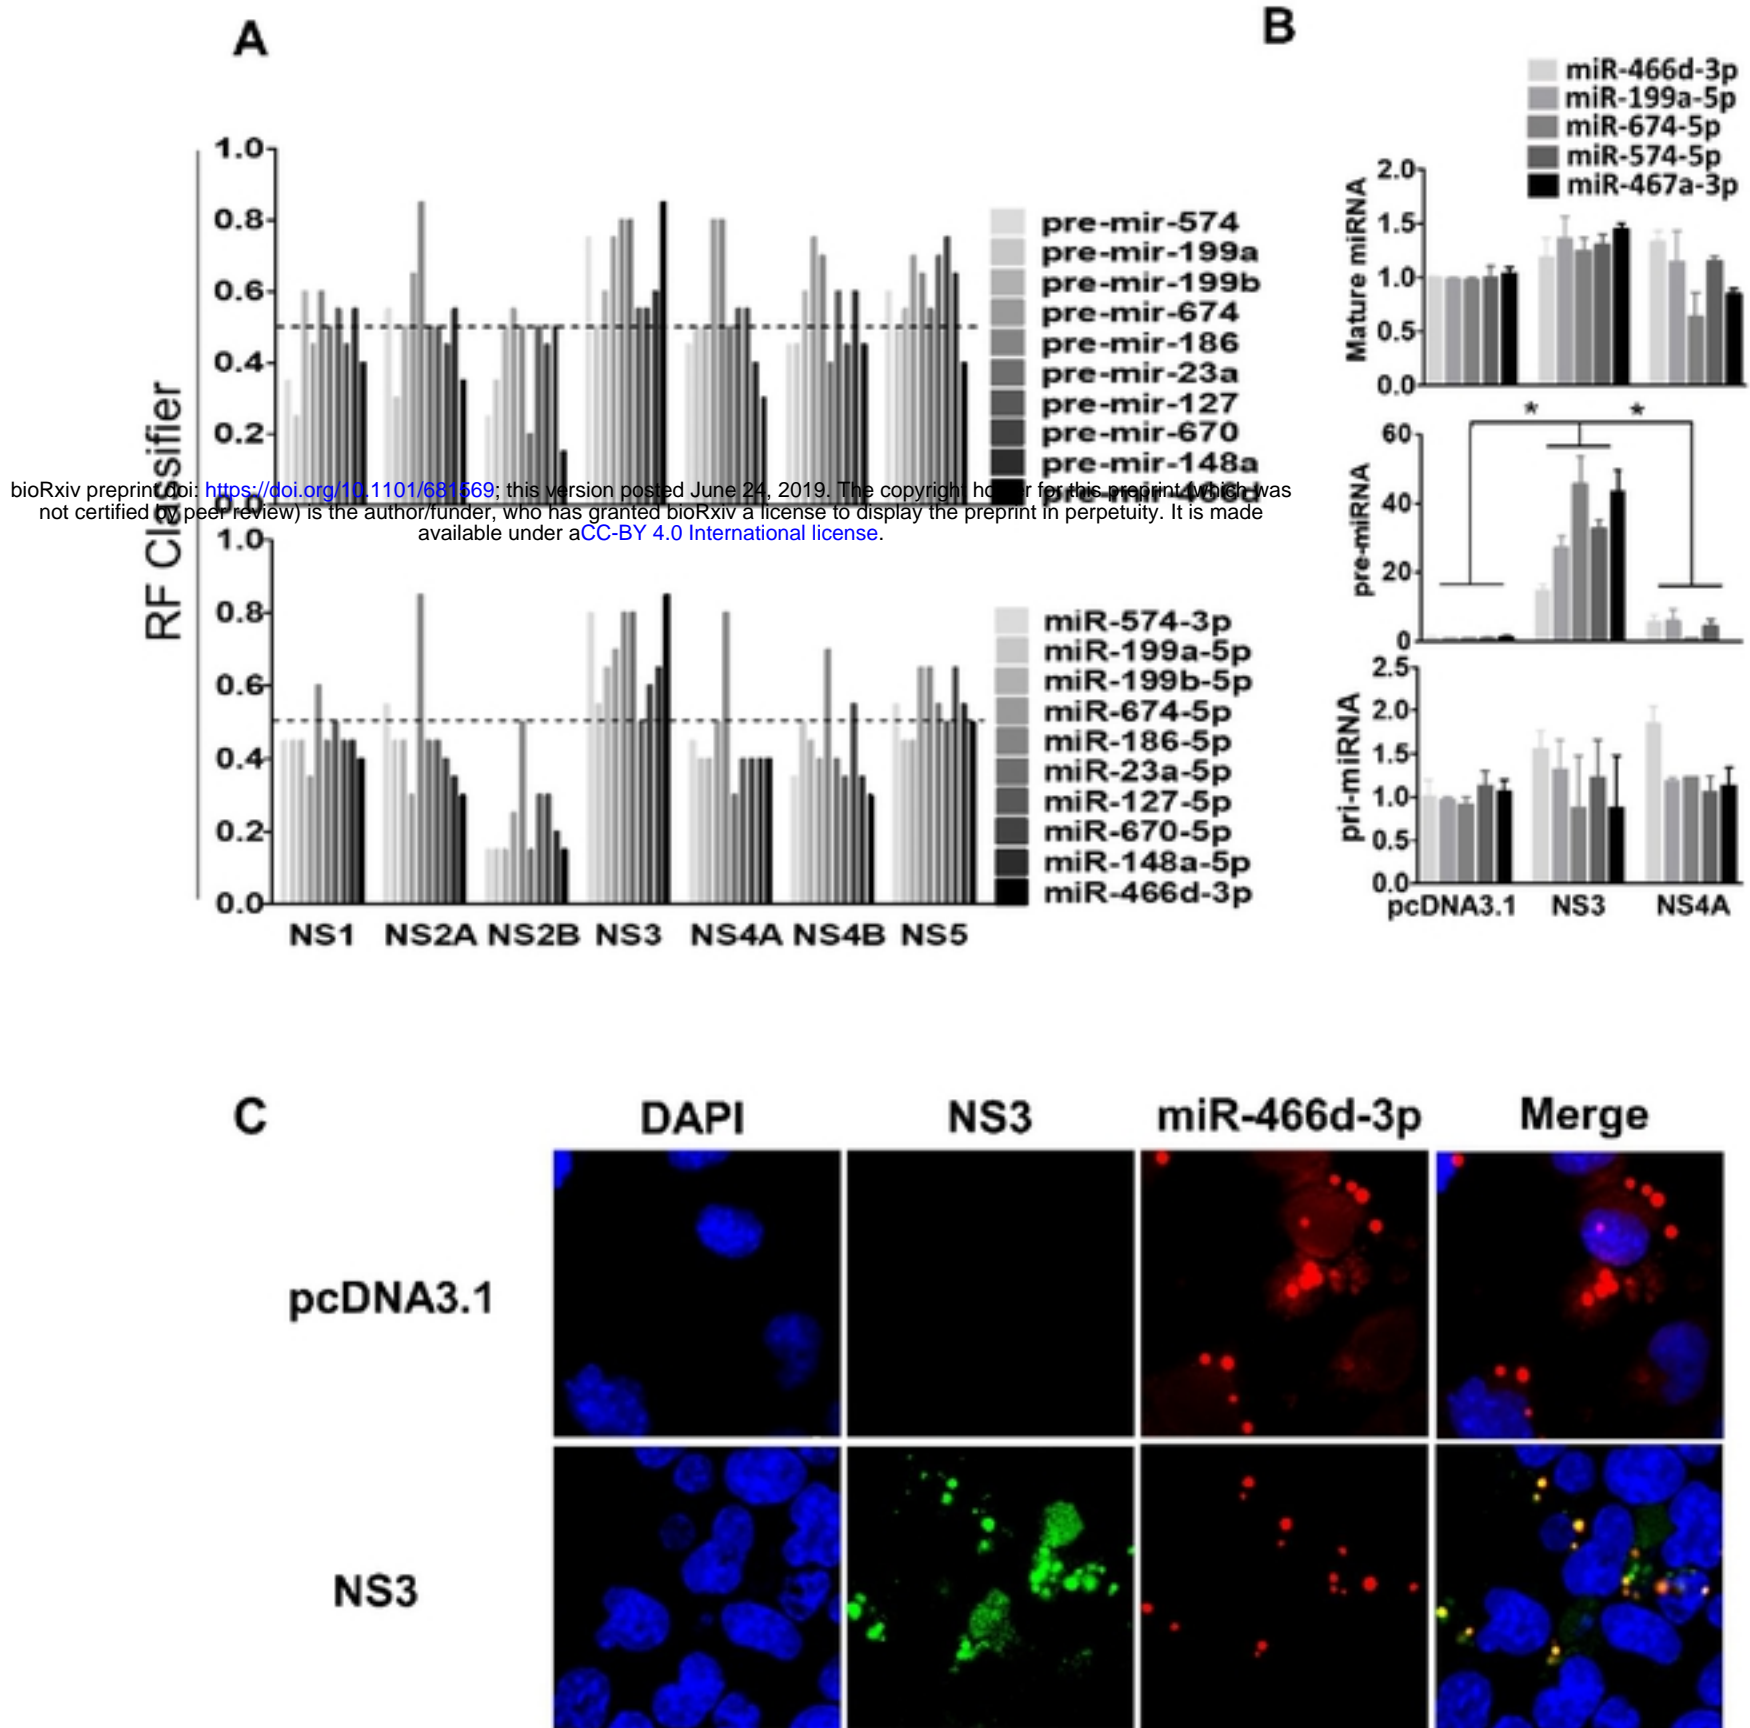 A
B
miR-466d-3p
miR-199a-5p
miR-674-5p
miR-574-5p
miR-467a-3p
Mature miRNA
2.0
1.5
1.0
0.5
0.0
* *
pre-miRNA
60
40
20
0
pri-miRNA
2.5
2.0
1.5
1.0
0.5
0.0
pcDNA3.1 NS3 NS4A
RF Classifier
1.0
0.8
0.6
0.4
0.2
0.0
pre-mir-574
pre-mir-199a
pre-mir-199b
pre-mir-674
pre-mir-186
pre-mir-23a
pre-mir-127
pre-mir-670
pre-mir-148a
pre-mir-466d
bioRxiv preprint doi: https://doi.org/10.1101/681569; this version posted June 24, 2019. The copyright holder for this preprint (which was
not certified by peer review) is the author/funder, who has granted bioRxiv a license to display the preprint in perpetuity. It is made
available under aCC-BY 4.0 International license.
1.0
0.8
0.6
0.4
0.2
0.0
miR-574-3p
miR-199a-5p
miR-199b-5p
miR-674-5p
miR-186-5p
miR-23a-5p
miR-127-5p
miR-670-5p
miR-148a-5p
miR-466d-3p
NS1 NS2A NS2B NS3 NS4A NS4B NS5
C
DAPI NS3 miR-466d-3p Merge
pcDNA3.1
NS3